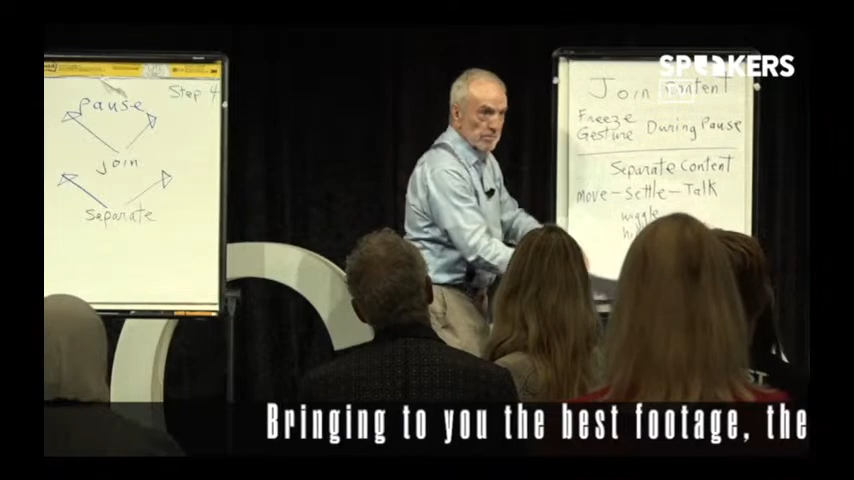 SPEAKERS
Step 4
Pause
Join
Separate
Join Content
Freeze
Gesture During Pause
Separate Content
Move - Settle - Talk
wiggle
Bringing to you the best footage, the